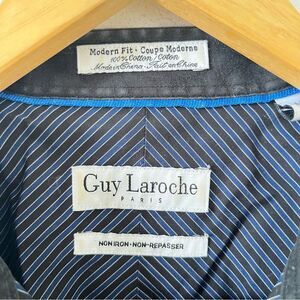 Modern Fit · Coupe Moderne
100% Cotton / Coton
Made in China · Fait en Chine
Guy Laroche
PARIS
NON IRON · NON-REPASSER